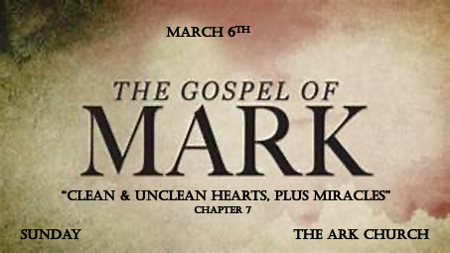 MARCH 6TH
THE GOSPEL OF
MARK
“CLEAN & UNCLEAN HEARTS, PLUS MIRACLES”
CHAPTER 7
SUNDAY THE ARK CHURCH